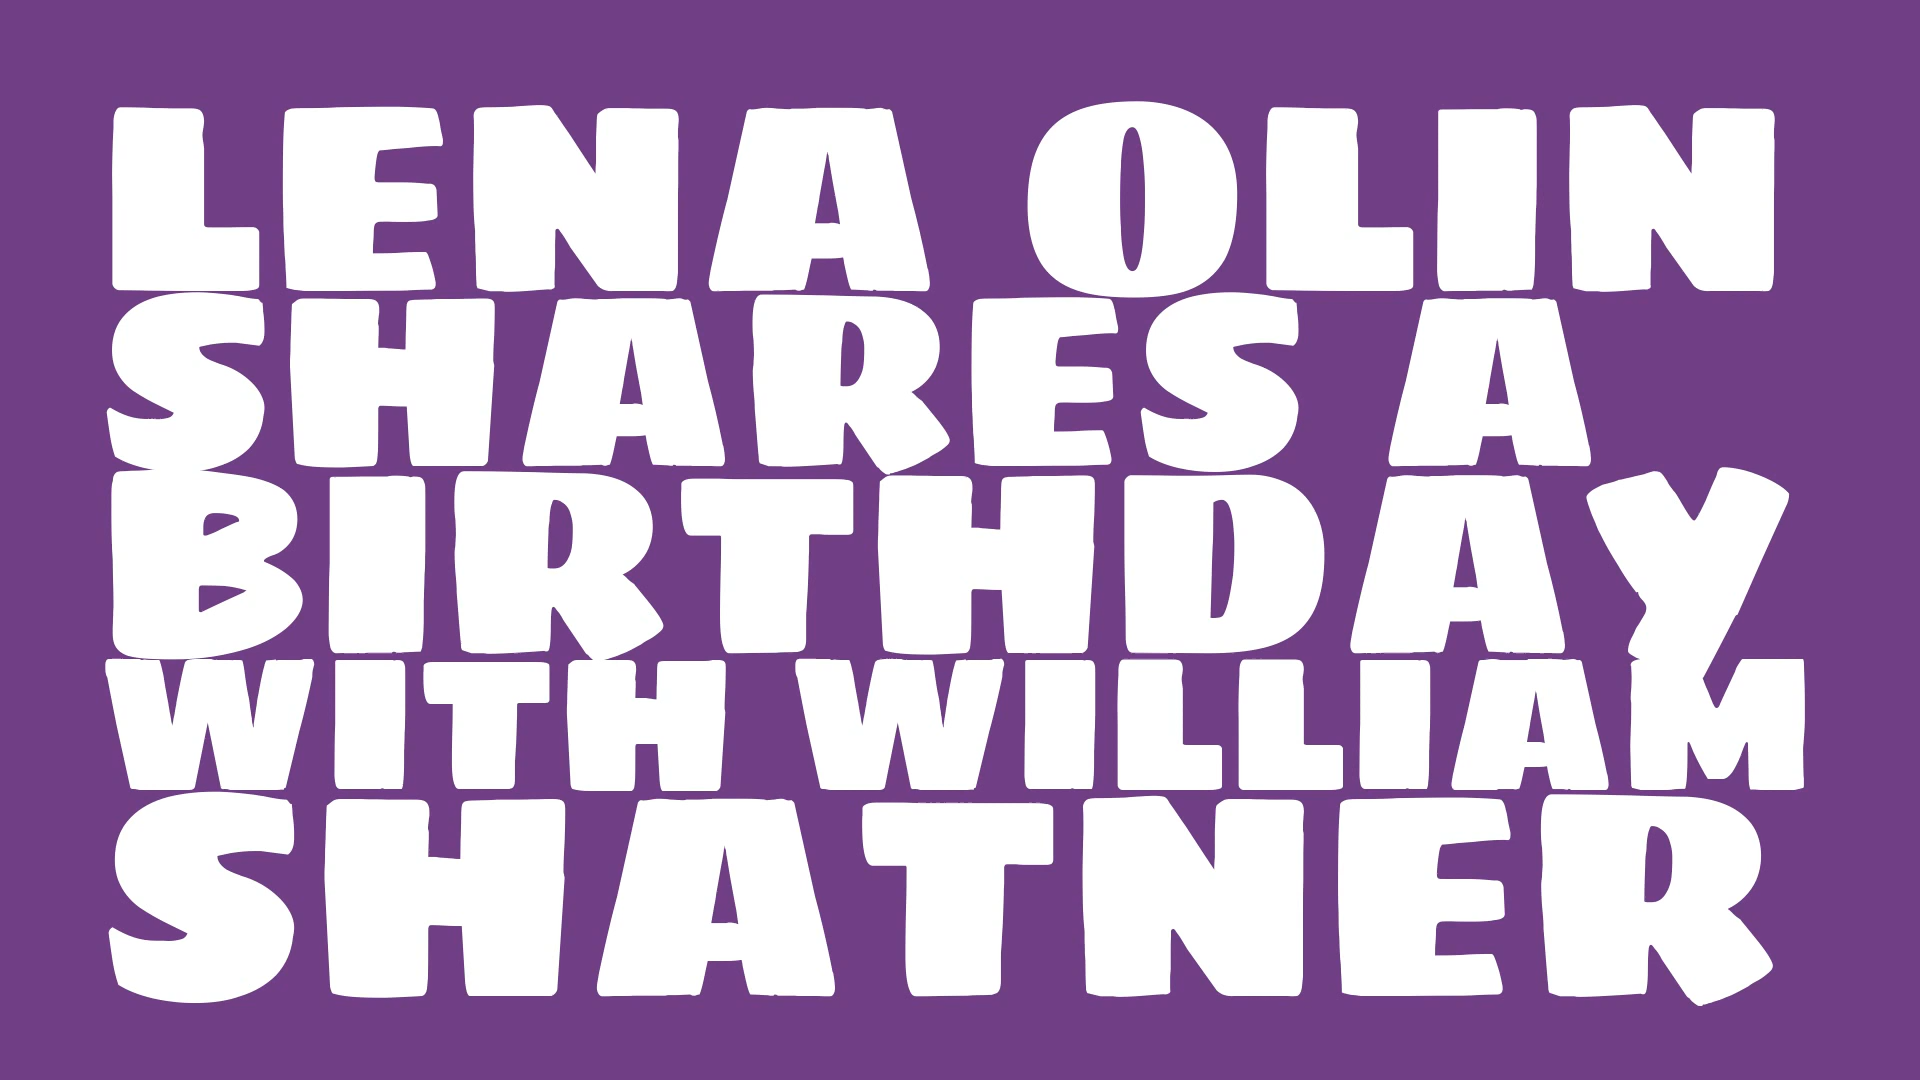 LENA OLIN
SHARES A
BIRTHDAY
WITH WILLIAM
SHATNER